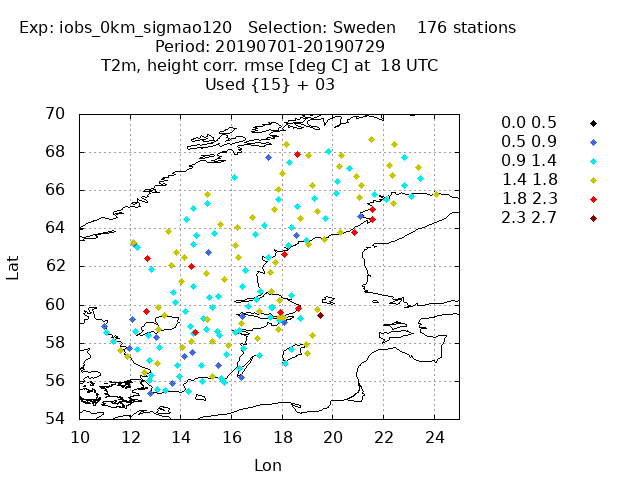 Exp: iobs_0km_sigmao120   Selection: Sweden    176 stations
Period: 20190701-20190729
T2m, height corr. rmse [deg C] at  18 UTC
Used {15} + 03
70
68
66
64
62
60
58
56
54
10 12 14 16 18 20 22 24
Lat
Lon
0.0 0.5
0.5 0.9
0.9 1.4
1.4 1.8
1.8 2.3
2.3 2.7